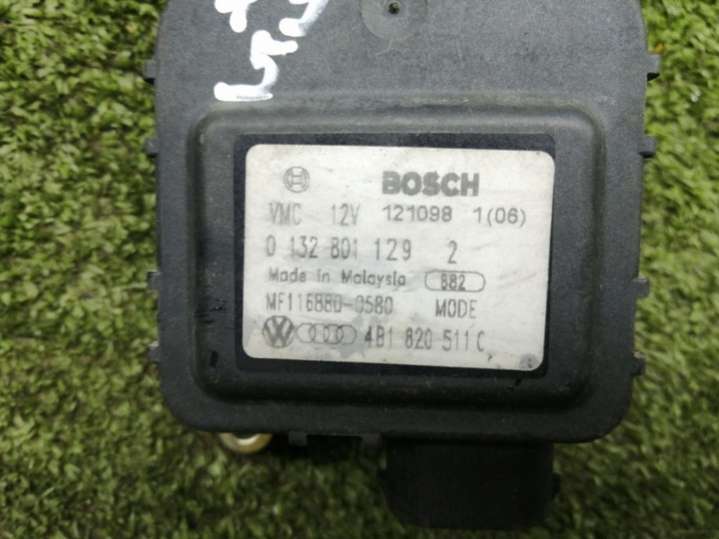 BOSCH
VMC 12V 121098 1(06)
0 132 801 129 2
Made in Malaysia 882
MF116880-0580 MODE
4B1 820 511 C